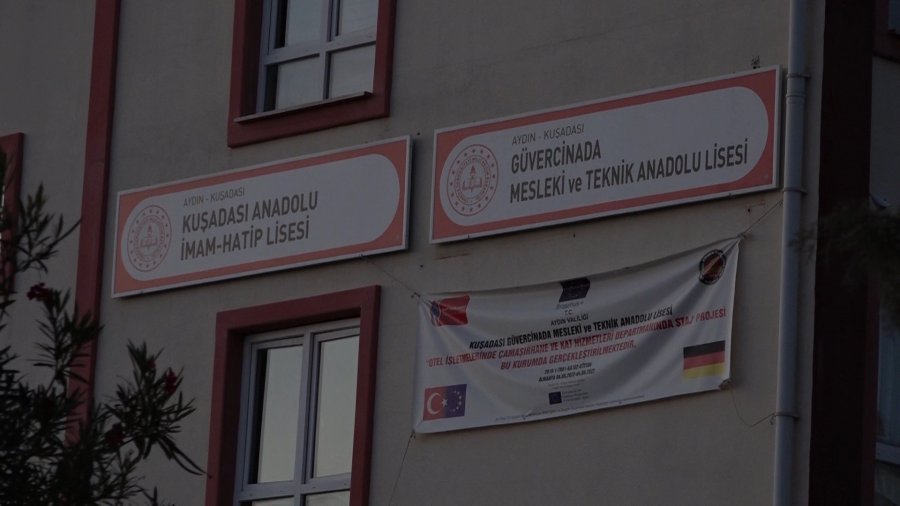 AYDIN - KUŞADASI
KUŞADASI ANADOLU
İMAM-HATİP LİSESİ
AYDIN - KUŞADASI
GÜVERCİNADA
MESLEKİ ve TEKNİK ANADOLU LİSESİ
Erasmus+
T.C.
AYDIN VALİLİĞİ
KUŞADASI GÜVERCİNADA MESLEKİ ve TEKNİK ANADOLU LİSESİ
"OTEL İŞLETMELERİNDE ÇAMAŞIRHANE VE KAT HİZMETLERİ DEPARTMANINDA STAJ PROJESİ
BU KURUMDA GERÇEKLEŞTİRİLMEKTEDİR.